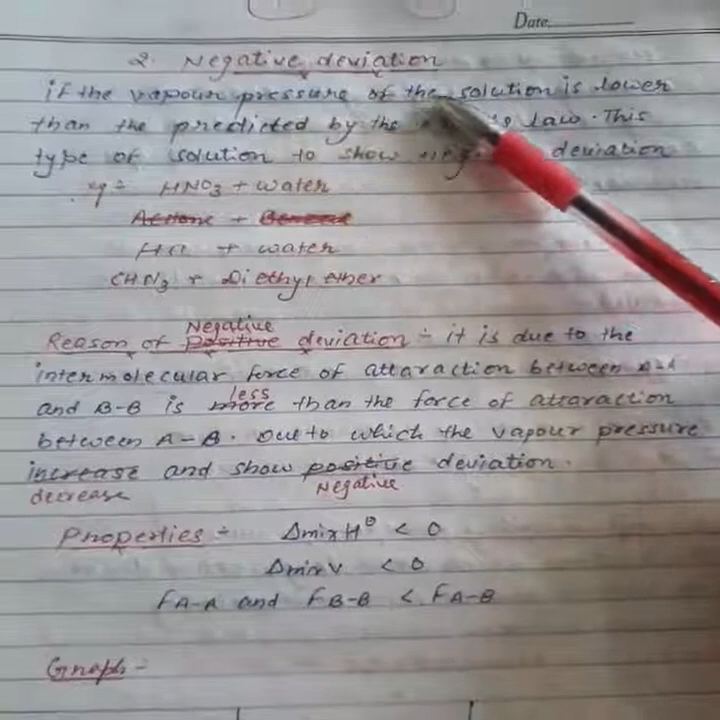 Date
2. Negative deviation
if the vapour pressure of the solution is lower
than the predicted by the law. This
type of solution to show deviation
eg:- HNO3 + water
Acetone + Benzene
HCl + water
CHN3 + Diethyl ether
Negative
Reason of positive deviation :- it is due to the
intermolecular force of attaraction between A-A
less
and B-B is more than the force of attaraction
between A-B. Due to which the vapour pressure
increase and show positive deviation.
decrease Negative
Properties :- ΔmixH° < 0
Δmixv < 0
FA-A and FB-B < FA-B
Graph -